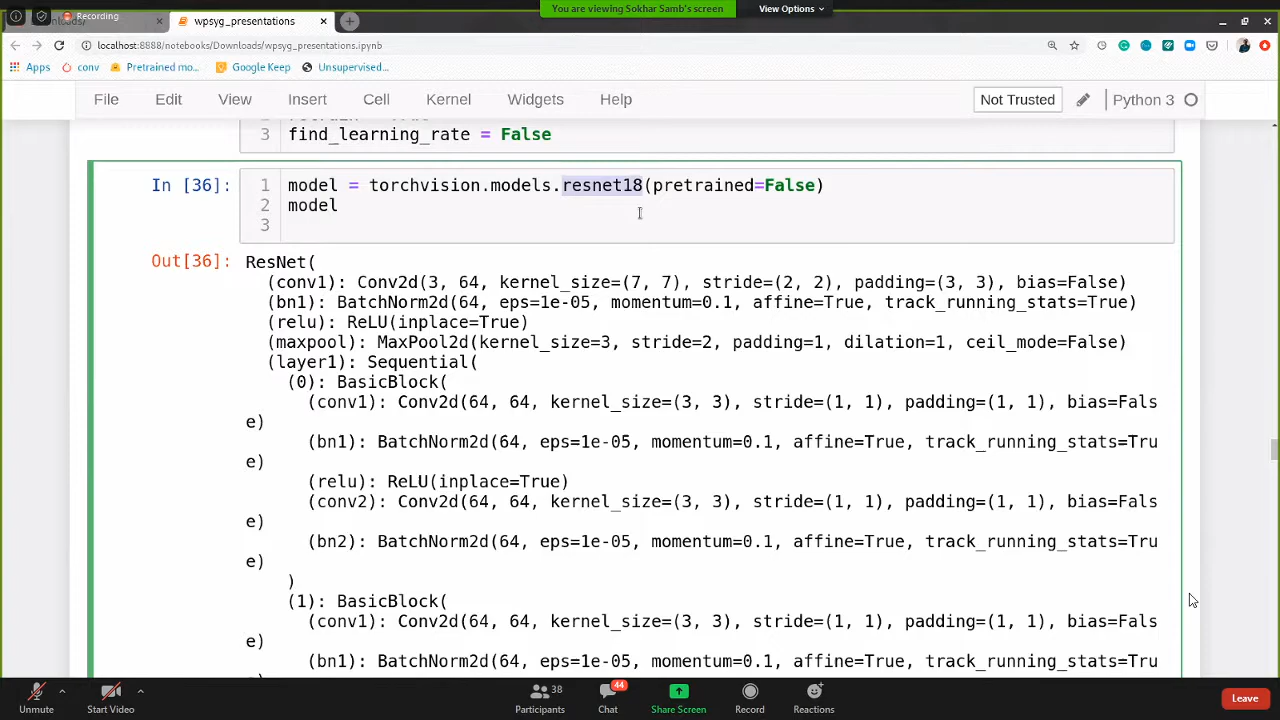 Recording
You are viewing Sokhar Samb's screen
View Options
wpsyg_presentations
localhost:8888/notebooks/Downloads/wpsyg_presentations.ipynb
Apps
conv
Pretrained mo...
Google Keep
Unsupervised...
File
Edit
View
Insert
Cell
Kernel
Widgets
Help
Not Trusted
Python 3
3 find_learning_rate = False
In [36]:
1 model = torchvision.models.resnet18(pretrained=False)
2 model
3
Out[36]: ResNet(
(conv1): Conv2d(3, 64, kernel_size=(7, 7), stride=(2, 2), padding=(3, 3), bias=False)
(bn1): BatchNorm2d(64, eps=1e-05, momentum=0.1, affine=True, track_running_stats=True)
(relu): ReLU(inplace=True)
(maxpool): MaxPool2d(kernel_size=3, stride=2, padding=1, dilation=1, ceil_mode=False)
(layer1): Sequential(
(0): BasicBlock(
(conv1): Conv2d(64, 64, kernel_size=(3, 3), stride=(1, 1), padding=(1, 1), bias=Fals
e)
(bn1): BatchNorm2d(64, eps=1e-05, momentum=0.1, affine=True, track_running_stats=Tru
e)
(relu): ReLU(inplace=True)
(conv2): Conv2d(64, 64, kernel_size=(3, 3), stride=(1, 1), padding=(1, 1), bias=Fals
e)
(bn2): BatchNorm2d(64, eps=1e-05, momentum=0.1, affine=True, track_running_stats=Tru
e)
)
(1): BasicBlock(
(conv1): Conv2d(64, 64, kernel_size=(3, 3), stride=(1, 1), padding=(1, 1), bias=Fals
e)
(bn1): BatchNorm2d(64, eps=1e-05, momentum=0.1, affine=True, track_running_stats=Tru
Unmute
Start Video
38
Participants
44
Chat
Share Screen
Record
Reactions
Leave